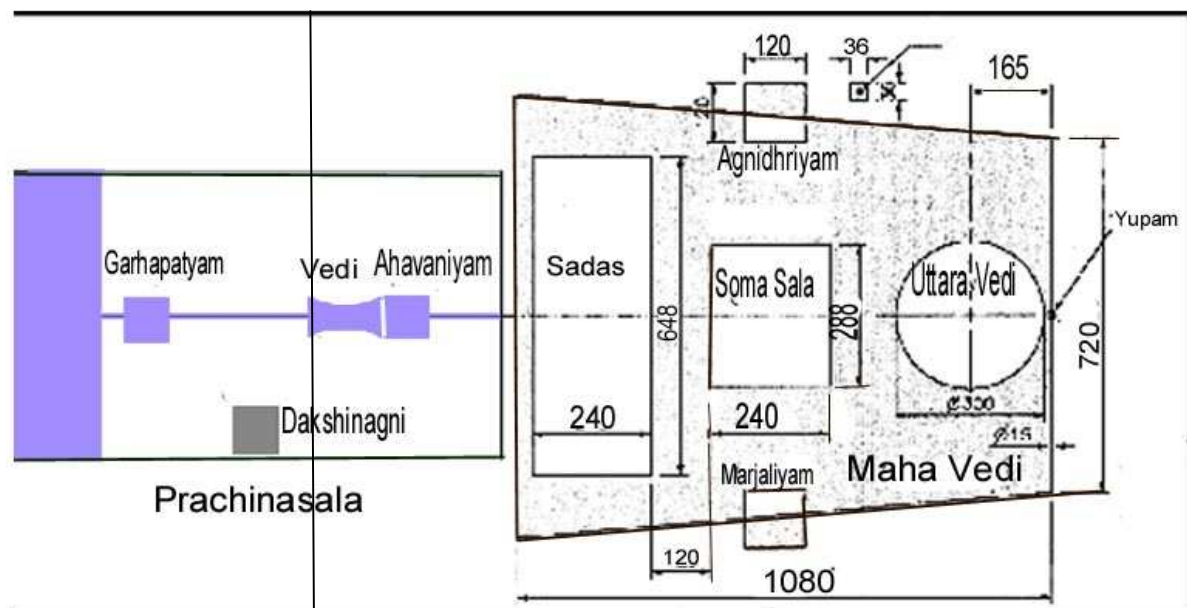 120
36
165
36
Agnidhriyam
Garhapatyam
Vedi
Ahavaniyam
Sadas
Soma Sala
Uttara Vedi
Yupam
648
288
720
Dakshinagni
240
240
Marjaliyam
Maha Vedi
Prachinasala
120
1080